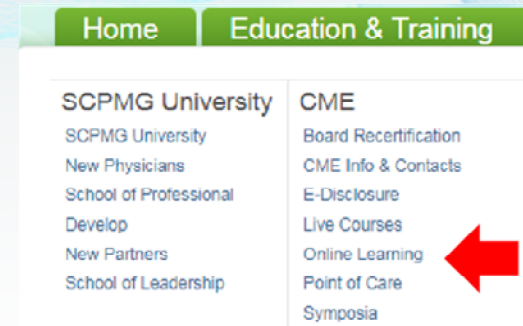 Home
Education & Training
SCPMG University
SCPMG University
New Physicians
School of Professional
Develop
New Partners
School of Leadership
CME
Board Recertification
CME Info & Contacts
E-Disclosure
Live Courses
Online Learning
Point of Care
Symposia